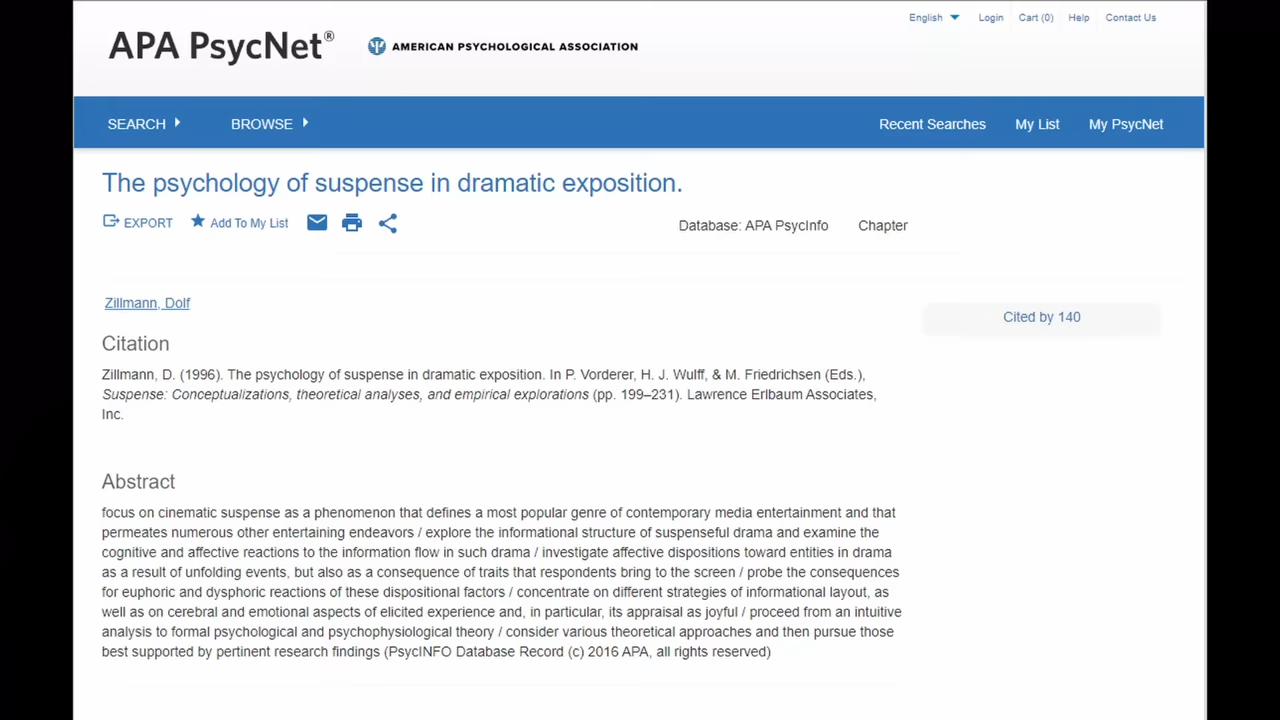 English Login Cart (0) Help Contact Us
APA PsycNet® AMERICAN PSYCHOLOGICAL ASSOCIATION
SEARCH BROWSE Recent Searches My List My PsycNet
The psychology of suspense in dramatic exposition.
EXPORT Add To My List Database: APA PsycInfo Chapter
Zillmann, Dolf
Cited by 140
Citation
Zillmann, D. (1996). The psychology of suspense in dramatic exposition. In P. Vorderer, H. J. Wulff, & M. Friedrichsen (Eds.),
Suspense: Conceptualizations, theoretical analyses, and empirical explorations (pp. 199–231). Lawrence Erlbaum Associates,
Inc.
Abstract
focus on cinematic suspense as a phenomenon that defines a most popular genre of contemporary media entertainment and that
permeates numerous other entertaining endeavors / explore the informational structure of suspenseful drama and examine the
cognitive and affective reactions to the information flow in such drama / investigate affective dispositions toward entities in drama
as a result of unfolding events, but also as a consequence of traits that respondents bring to the screen / probe the consequences
for euphoric and dysphoric reactions of these dispositional factors / concentrate on different strategies of informational layout, as
well as on cerebral and emotional aspects of elicited experience and, in particular, its appraisal as joyful / proceed from an intuitive
analysis to formal psychological and psychophysiological theory / consider various theoretical approaches and then pursue those
best supported by pertinent research findings (PsycINFO Database Record (c) 2016 APA, all rights reserved)